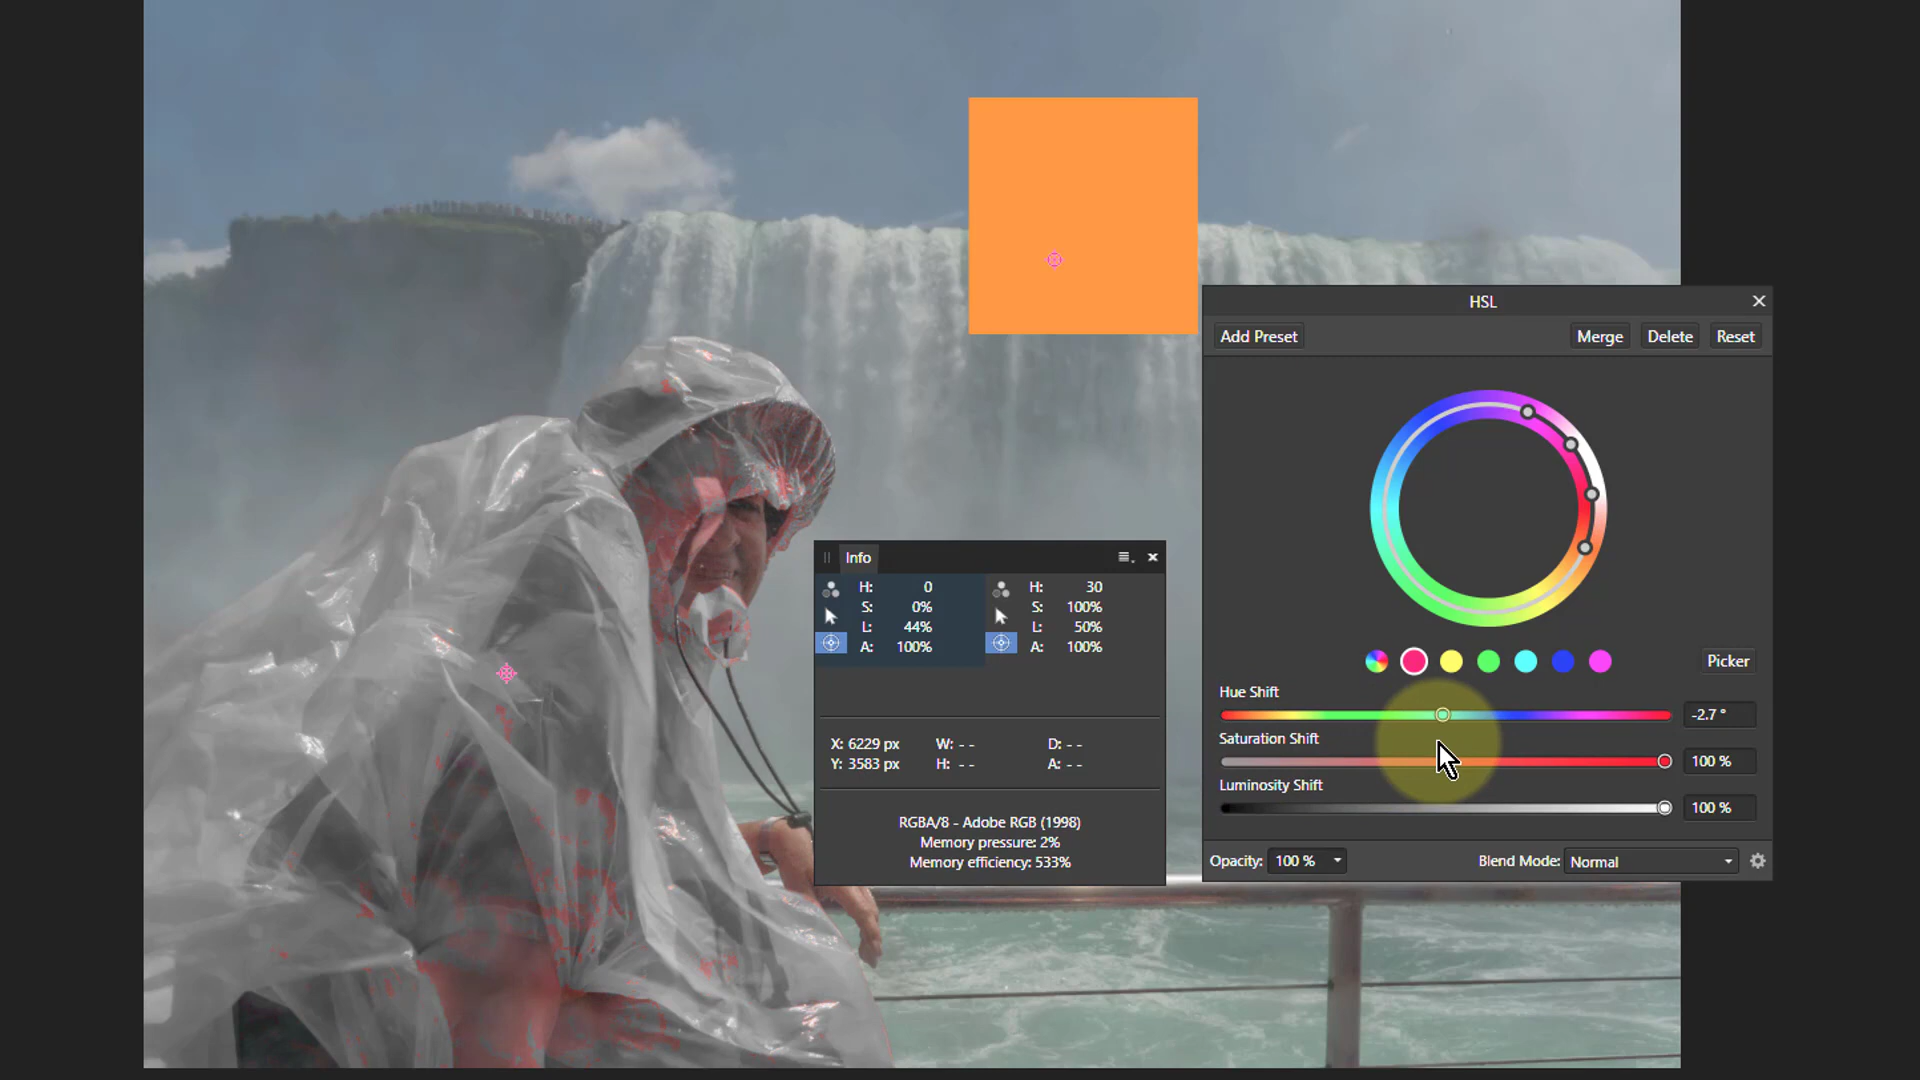 HSL
Add Preset
Merge
Delete
Reset
Info
H: 0
S: 0%
L: 44%
A: 100%
H: 30
S: 100%
L: 50%
A: 100%
X: 6229 px
Y: 3583 px
W: - -
H: - -
D: - -
A: - -
RGBA/8 - Adobe RGB (1998)
Memory pressure: 2%
Memory efficiency: 533%
Picker
Hue Shift
-2.7 °
Saturation Shift
100 %
Luminosity Shift
100 %
Opacity: 100 %
Blend Mode: Normal